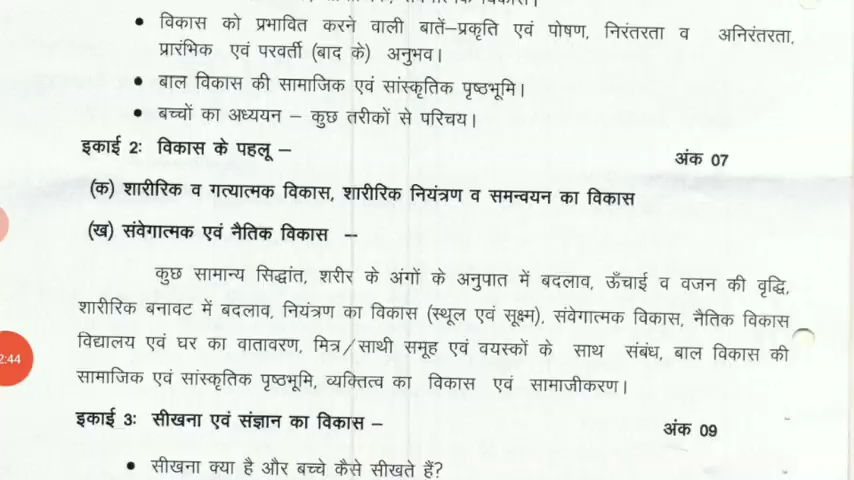 • विकास को प्रभावित करने वाली बातें–प्रकृति एवं पोषण, निरंतरता व अनिरंतरता,
प्रारंभिक एवं परवर्ती (बाद के) अनुभव।
• बाल विकास की सामाजिक एवं सांस्कृतिक पृष्ठभूमि।
• बच्चों का अध्ययन – कुछ तरीकों से परिचय।
इकाई 2: विकास के पहलू – अंक 07
(क) शारीरिक व गत्यात्मक विकास, शारीरिक नियंत्रण व समन्वयन का विकास
(ख) संवेगात्मक एवं नैतिक विकास –
कुछ सामान्य सिद्धांत, शरीर के अंगों के अनुपात में बदलाव, ऊँचाई व वजन की वृद्धि,
शारीरिक बनावट में बदलाव, नियंत्रण का विकास (स्थूल एवं सूक्ष्म), संवेगात्मक विकास, नैतिक विकास
विद्यालय एवं घर का वातावरण, मित्र/साथी समूह एवं वयस्कों के साथ संबंध, बाल विकास की
सामाजिक एवं सांस्कृतिक पृष्ठभूमि, व्यक्तित्व का विकास एवं सामाजीकरण।
2:44
इकाई 3: सीखना एवं संज्ञान का विकास – अंक 09
• सीखना क्या है और बच्चे कैसे सीखते हैं?